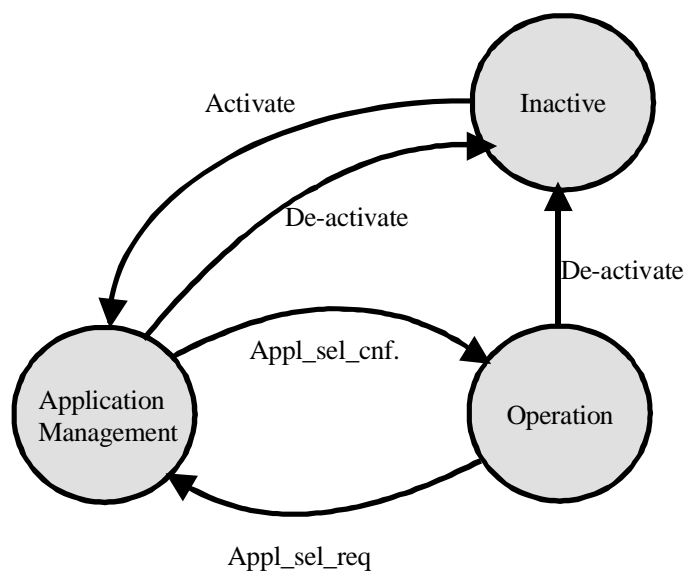 Activate
Inactive
De-activate
De-activate
Appl_sel_cnf.
Application
Management
Operation
Appl_sel_req